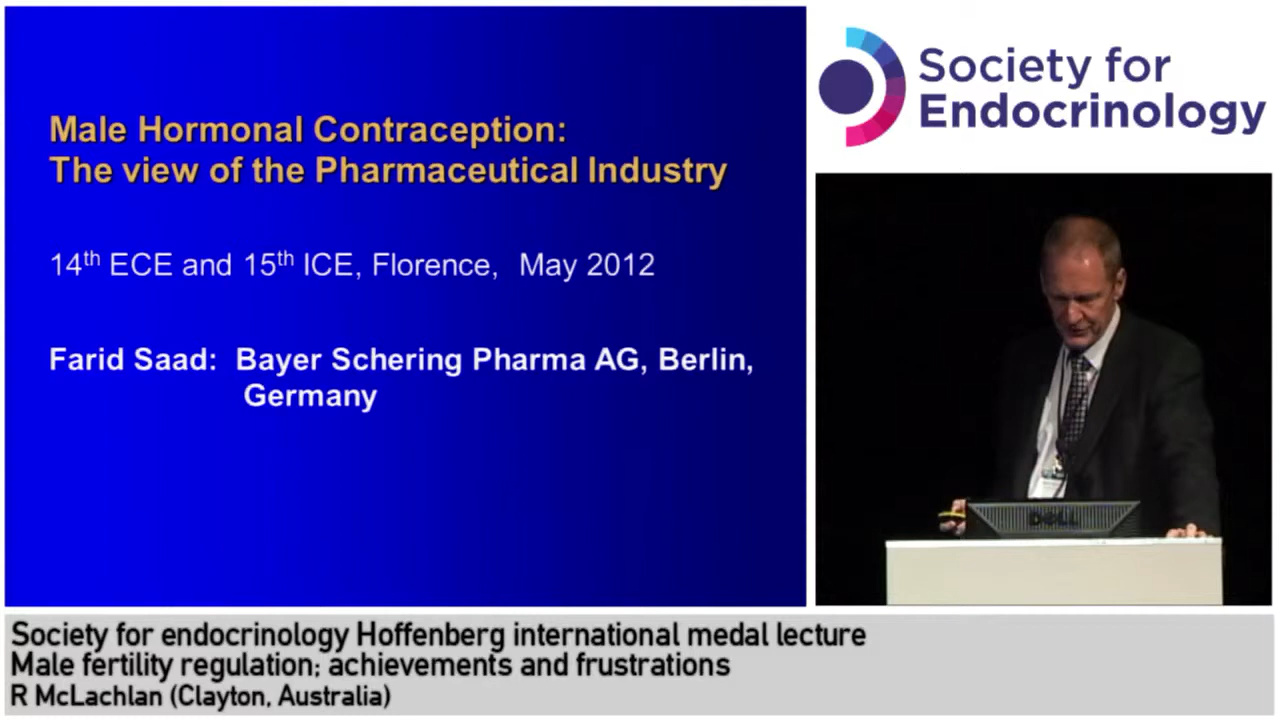 Male Hormonal Contraception:
The view of the Pharmaceutical Industry
14th ECE and 15th ICE, Florence, May 2012
Farid Saad: Bayer Schering Pharma AG, Berlin,
Germany
Society for
Endocrinology
DELL
Society for endocrinology Hoffenberg international medal lecture
Male fertility regulation; achievements and frustrations
R McLachlan (Clayton, Australia)